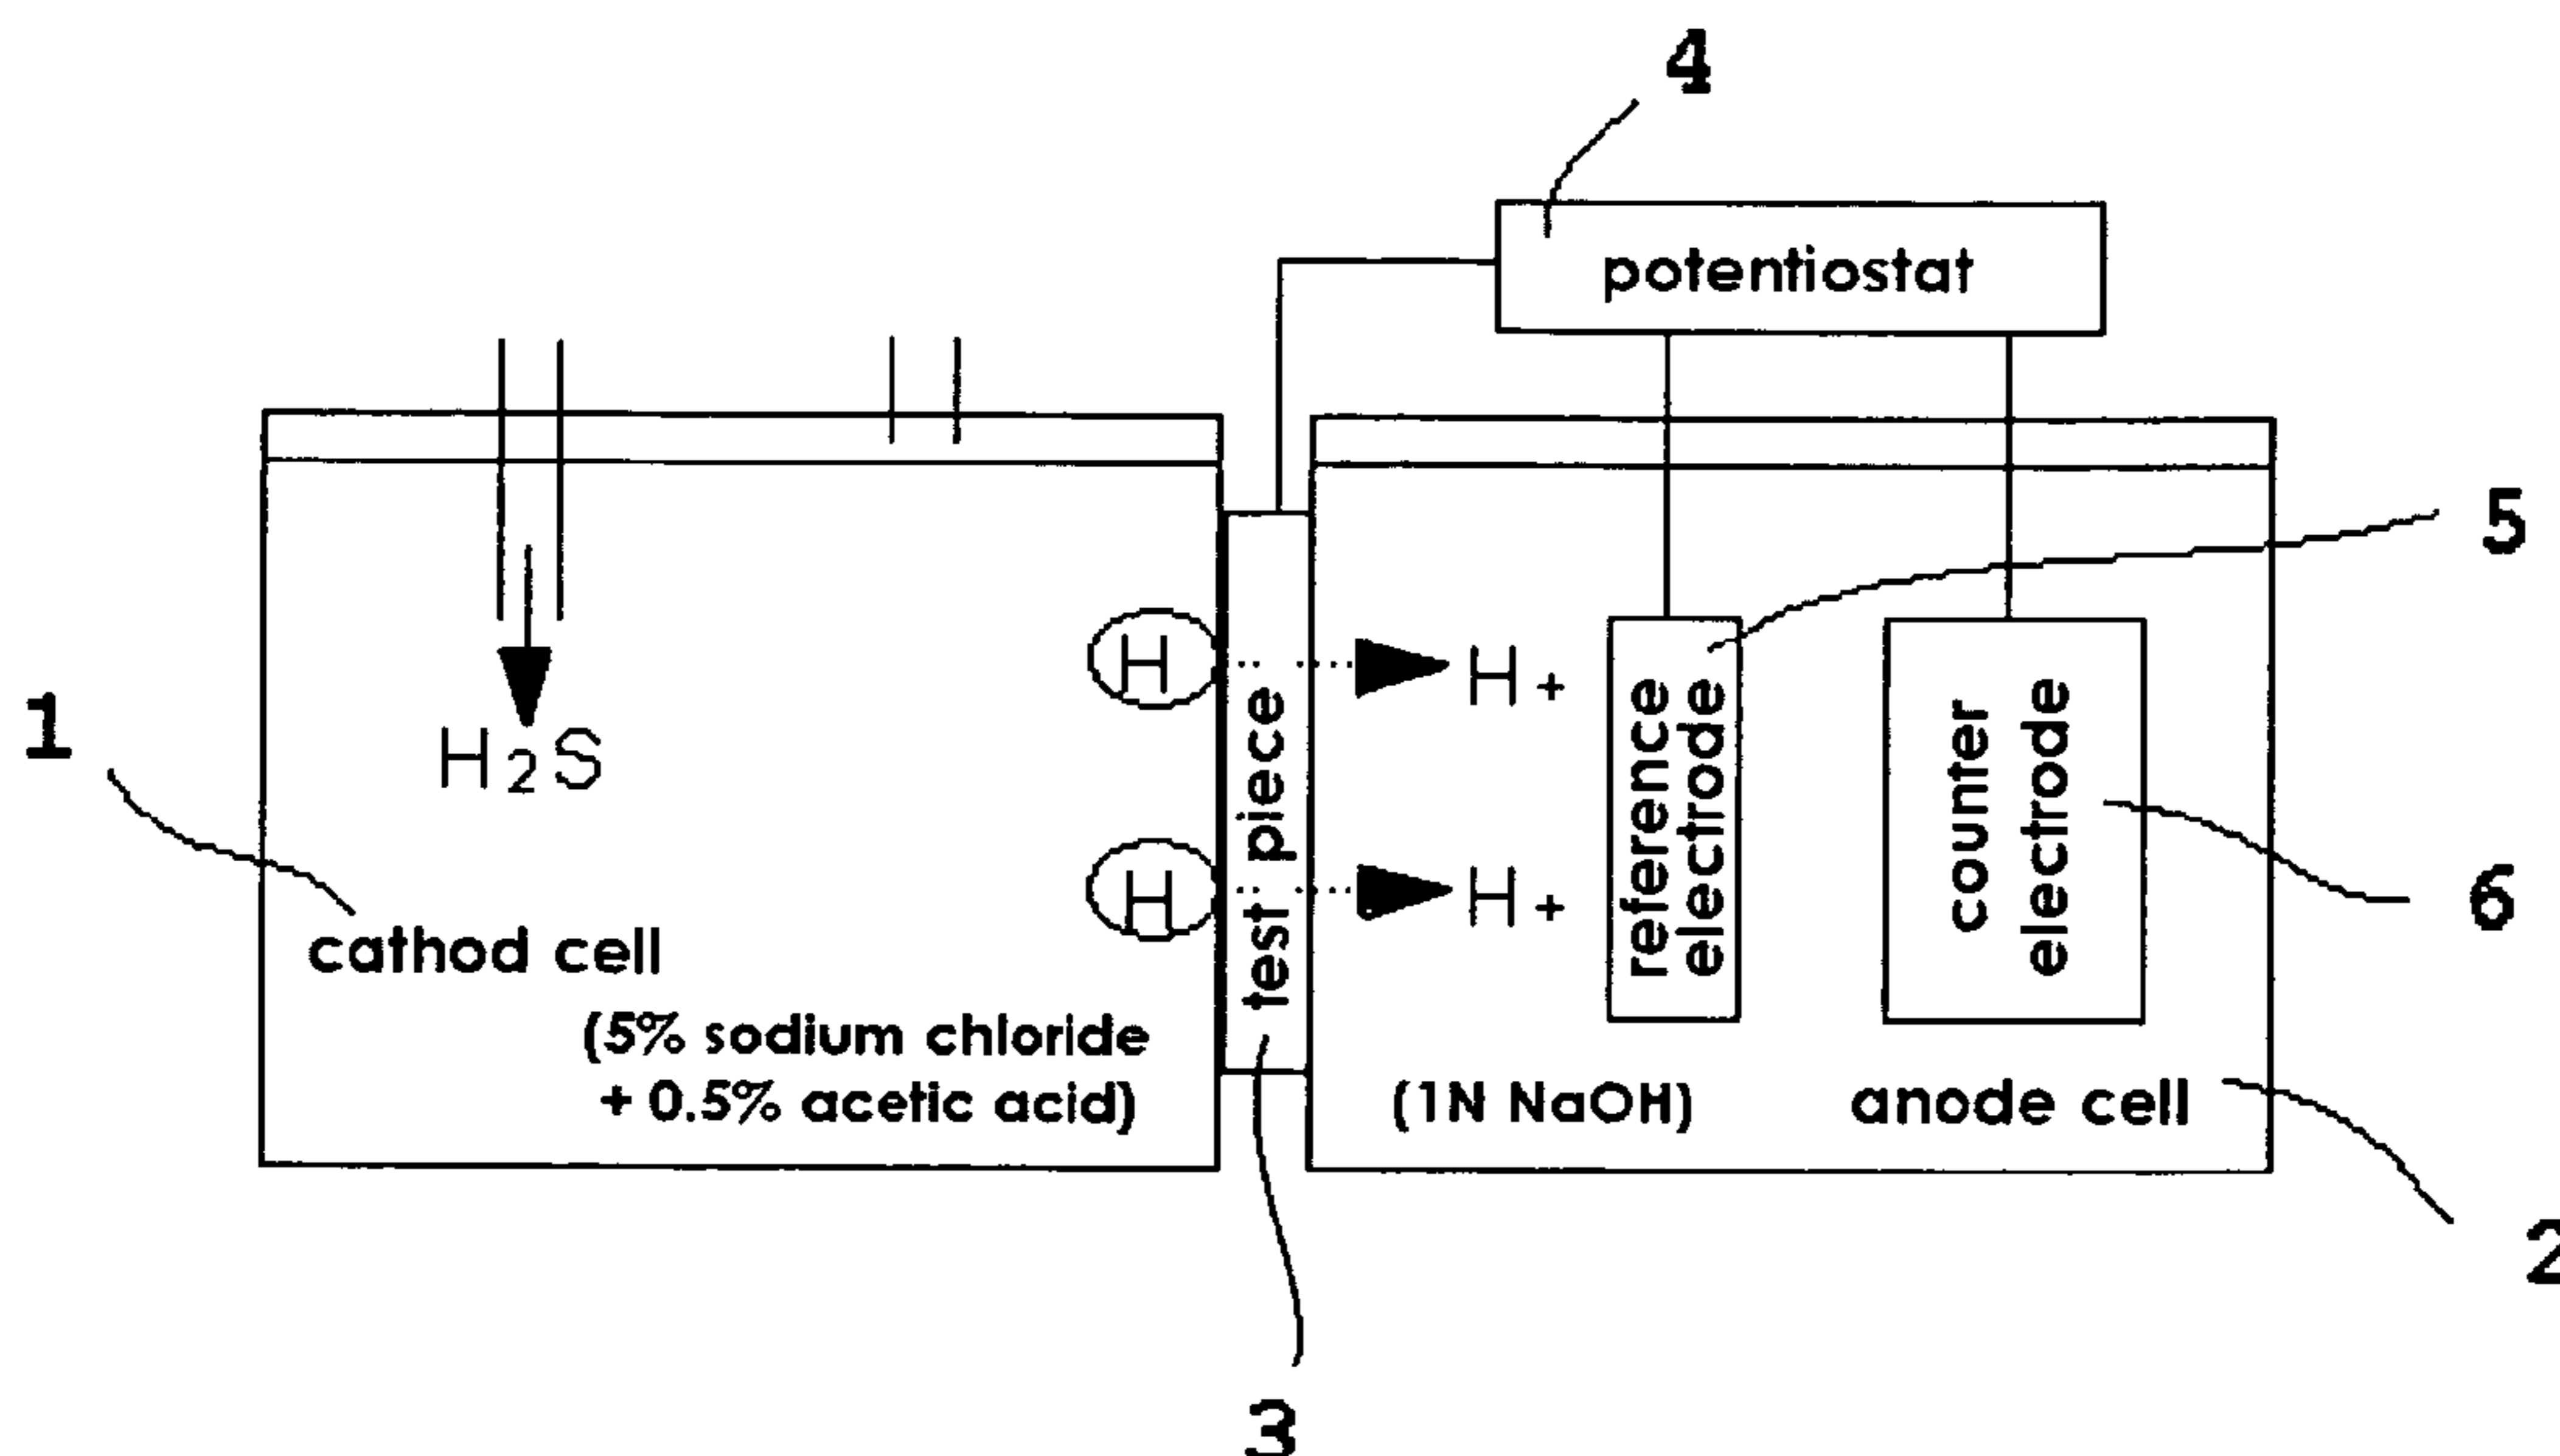 4
potentiostat
5
H
H+
1
H2S
test piece
reference
electrode
counter
electrode
H
H+
6
cathod cell
(5% sodium chloride
+ 0.5% acetic acid)
(1N NaOH)
anode cell
2
3